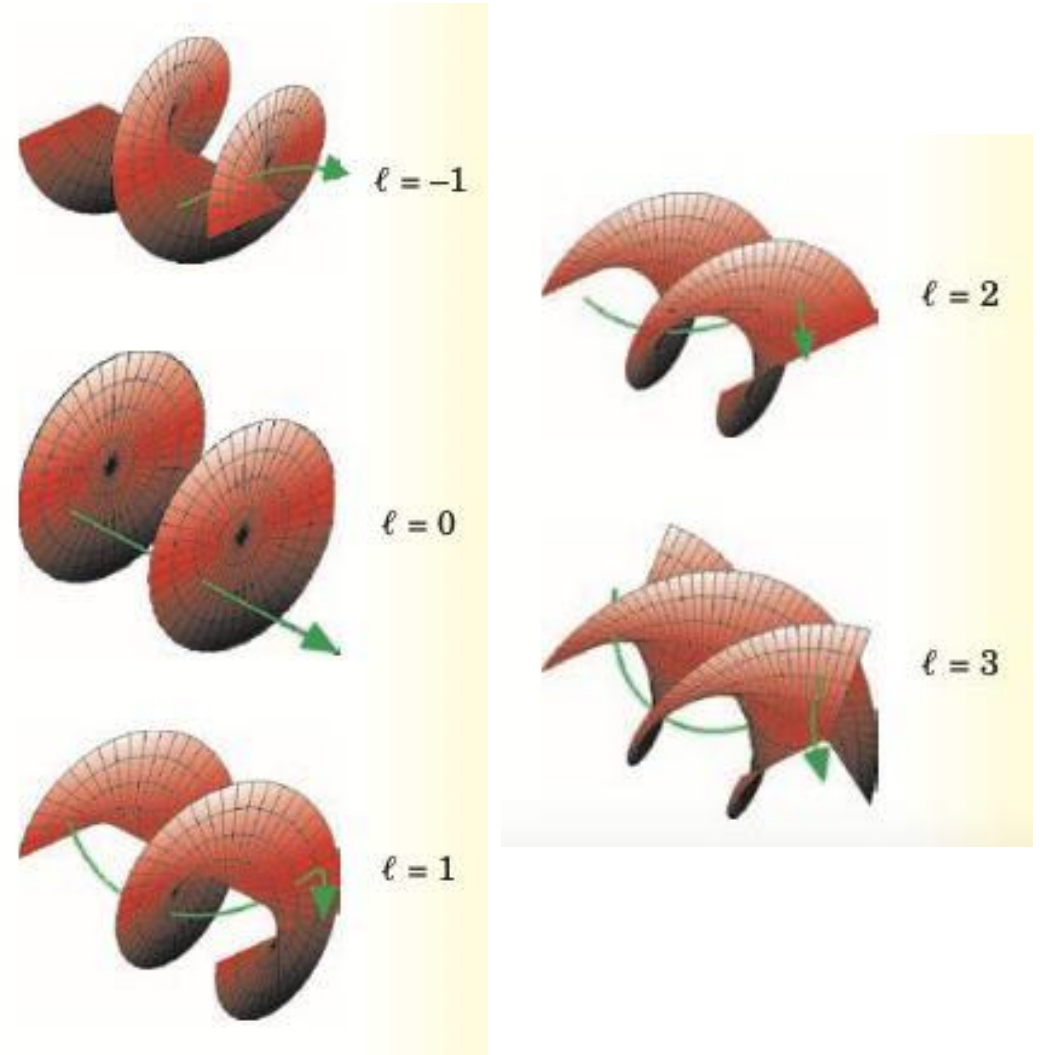 ℓ = −1
ℓ = 0
ℓ = 1
ℓ = 2
ℓ = 3